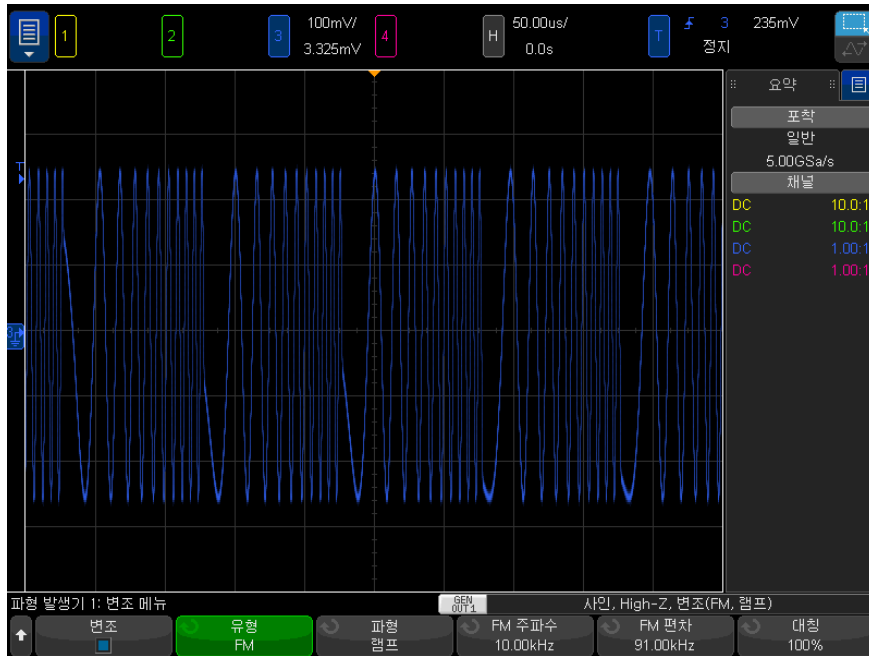 1 2 3 100mV/ 4 H 50.00us/ T 3 235mV
3.325mV 0.0s 정지
요약
포착
일반
5.00GSa/s
채널
DC 10.0:1
DC 10.0:1
DC 1.00:1
DC 1.00:1
T
3
파형 발생기 1: 변조 메뉴 GEN OUT1 사인, High-Z, 변조(FM, 램프)
변조 유형 파형 FM 주파수 FM 편차 대칭
FM 램프 10.00kHz 91.00kHz 100%